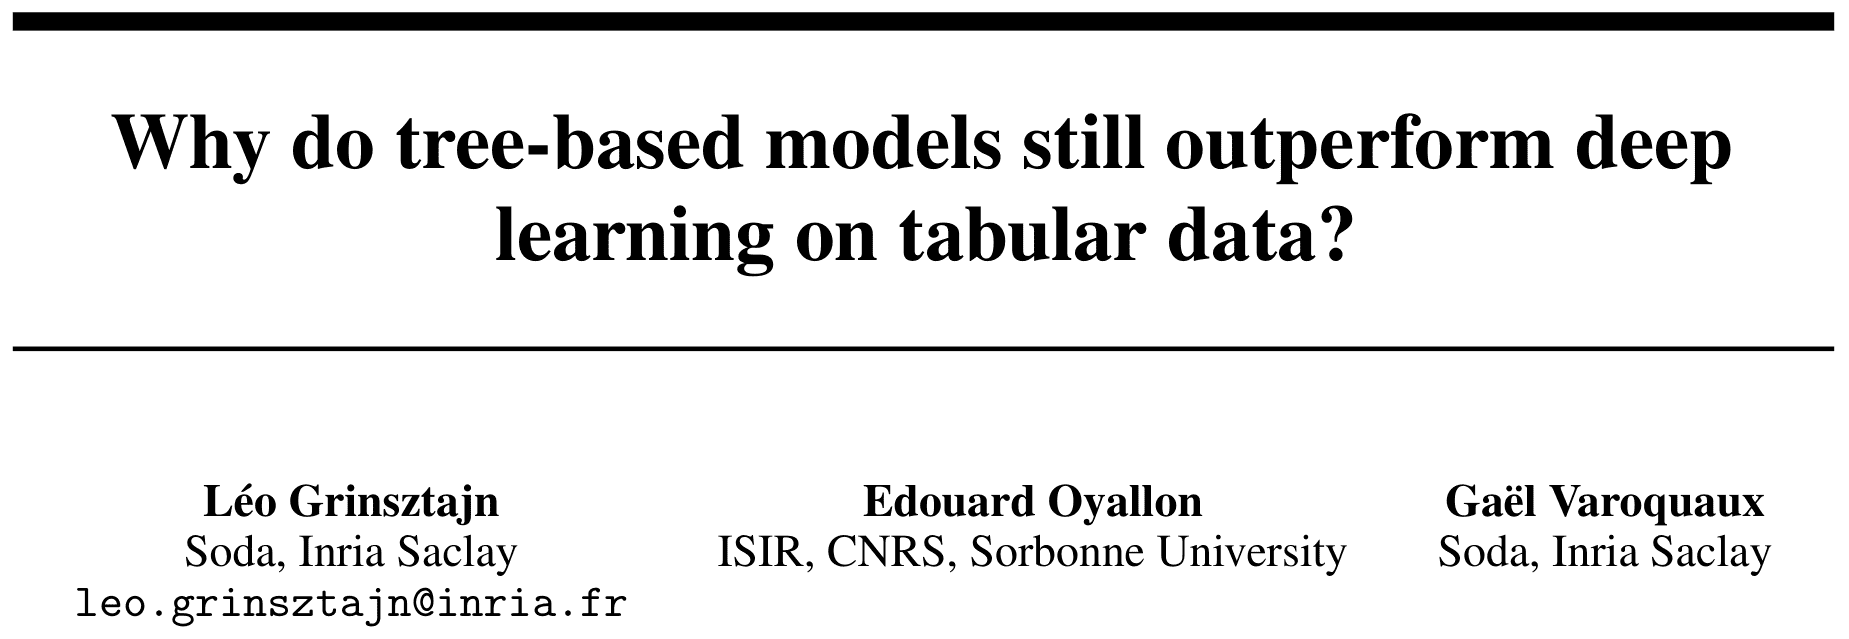 Why do tree-based models still outperform deep
learning on tabular data?
Léo Grinsztajn
Soda, Inria Saclay
leo.grinsztajn@inria.fr
Edouard Oyallon
ISIR, CNRS, Sorbonne University
Gaël Varoquaux
Soda, Inria Saclay